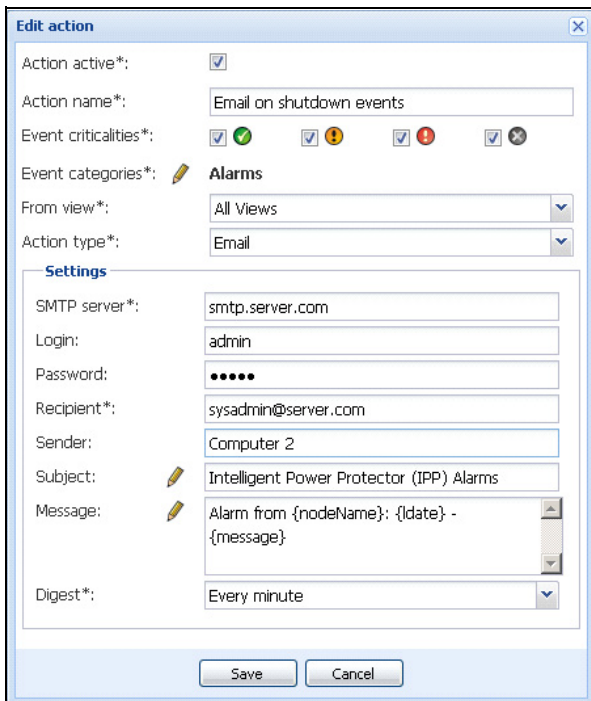 Edit action
Action active*:
Action name*: Email on shutdown events
Event criticalities*:
Event categories*: Alarms
From view*: All Views
Action type*: Email
Settings
SMTP server*: smtp.server.com
Login: admin
Password: •••••
Recipient*: sysadmin@server.com
Sender: Computer 2
Subject: Intelligent Power Protector (IPP) Alarms
Message: Alarm from {nodeName}: {ldate} -
{message}
Digest*: Every minute
Save Cancel